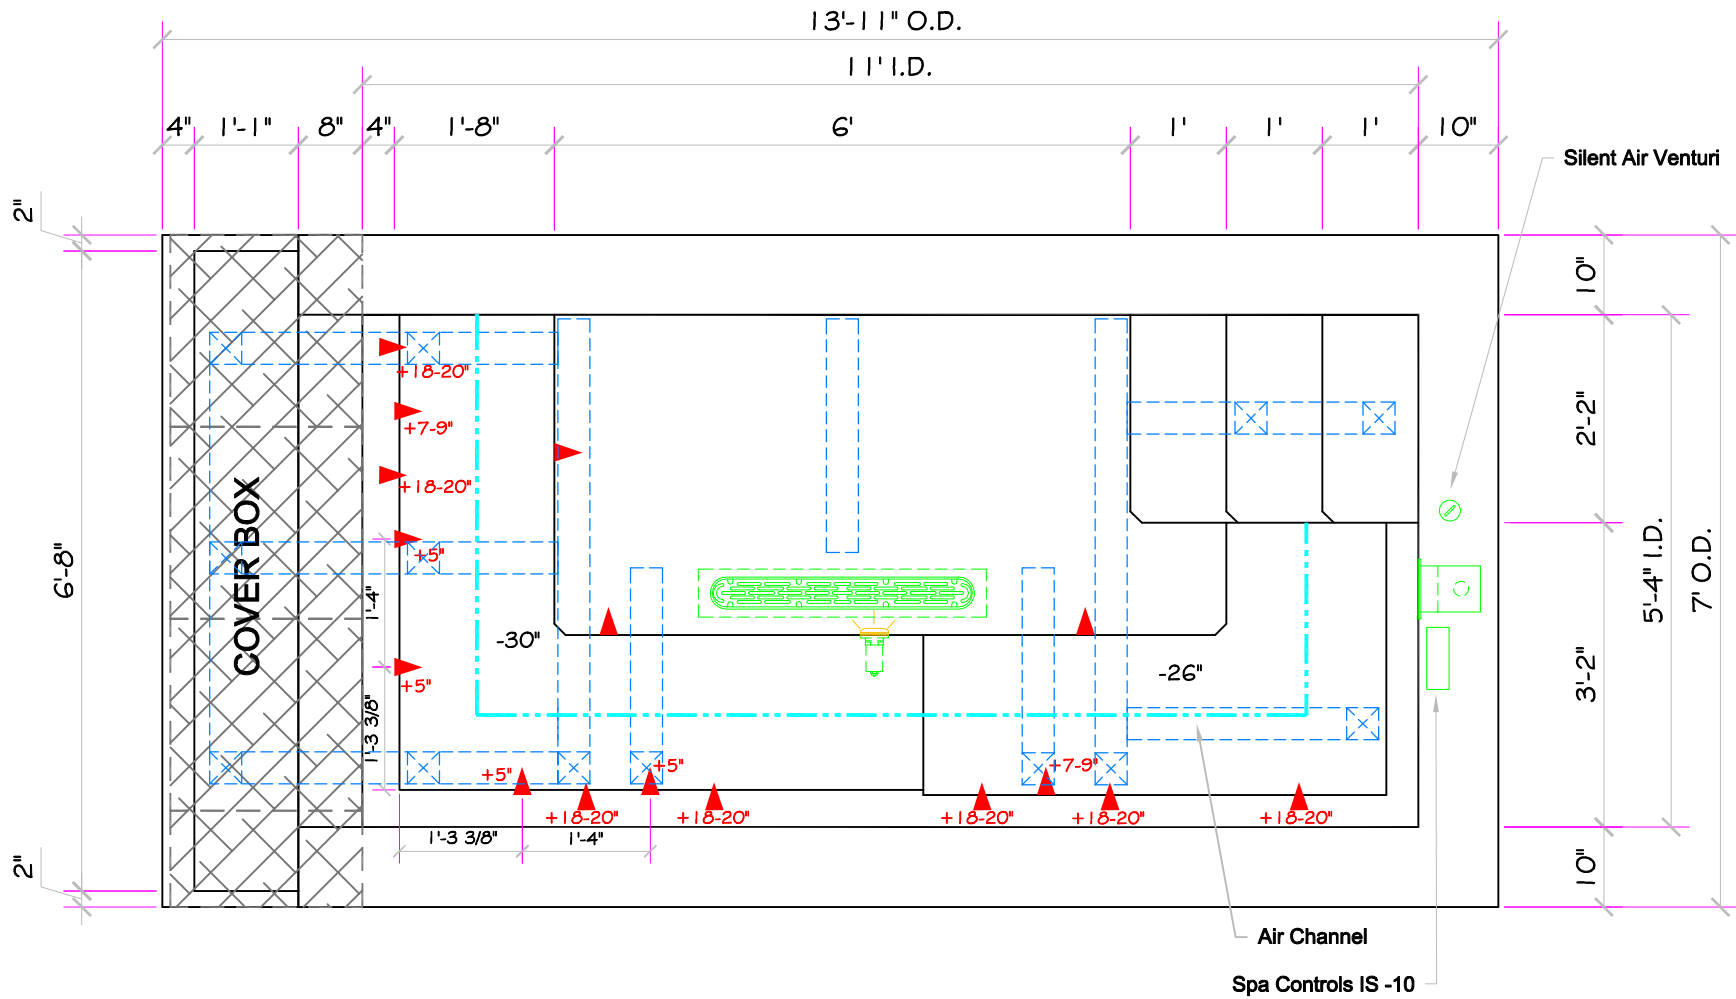 13'-11" O.D.
11' I.D.
4" 1'-1" 8" 4" 1'-8" 6' 1' 1' 1' 10"
Silent Air Venturi
2"
10"
+18-20"
+7-9"
2'-2"
+18-20"
+5"
6'-8"
COVER BOX
1'-4"
5'-4" I.D.
7' O.D.
-30"
-26"
+5"
3'-2"
1'-3 3/8"
+5"
+5"
+7-9"
+18-20"
+18-20"
+18-20"
+18-20"
+18-20"
1'-3 3/8"
1'-4"
2"
10"
Air Channel
Spa Controls IS -10